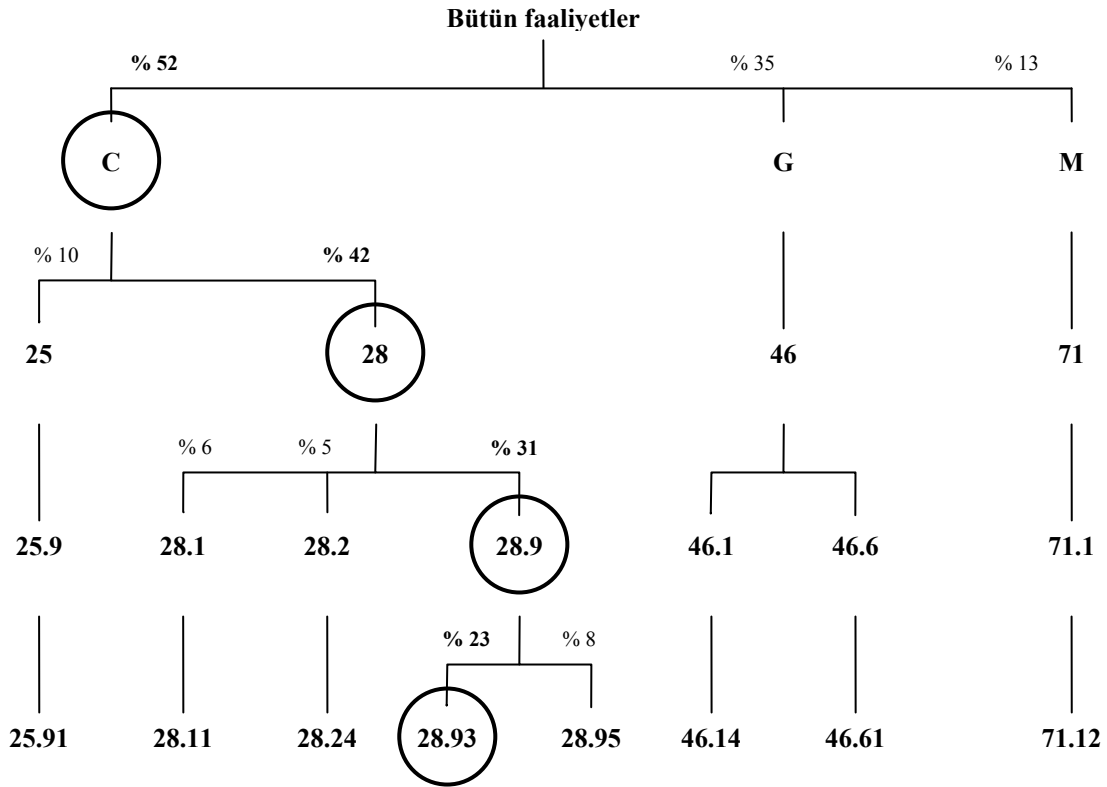 Bütün faaliyetler
% 52 % 35 % 13
C G M
% 10 % 42
25 28 46 71
% 6 % 5 % 31
25.9 28.1 28.2 28.9 46.1 46.6 71.1
% 23 % 8
25.91 28.11 28.24 28.93 28.95 46.14 46.61 71.12